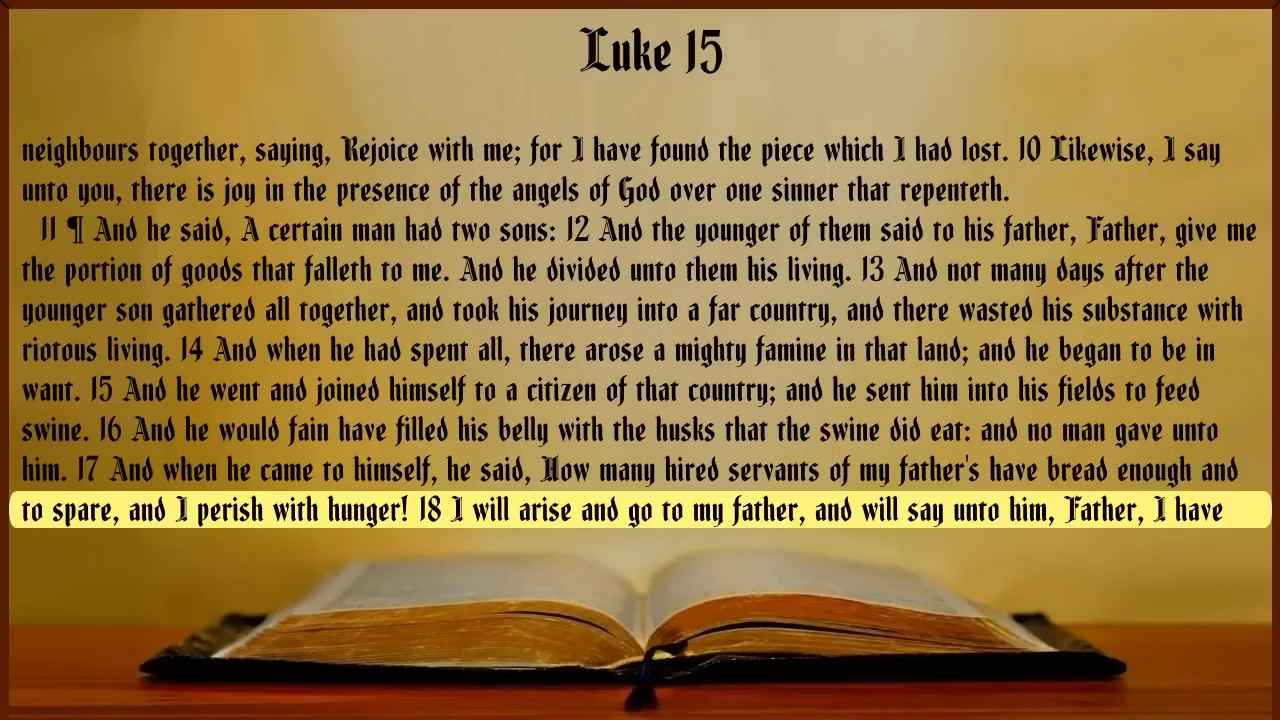 Luke 15
neighbours together, saying, Rejoice with me; for I have found the piece which I had lost. 10 Likewise, I say
unto you, there is joy in the presence of the angels of God over one sinner that repenteth.
11 ¶ And he said, A certain man had two sons: 12 And the younger of them said to his father, Father, give me
the portion of goods that falleth to me. And he divided unto them his living. 13 And not many days after the
younger son gathered all together, and took his journey into a far country, and there wasted his substance with
riotous living. 14 And when he had spent all, there arose a mighty famine in that land; and he began to be in
want. 15 And he went and joined himself to a citizen of that country; and he sent him into his fields to feed
swine. 16 And he would fain have filled his belly with the husks that the swine did eat: and no man gave unto
him. 17 And when he came to himself, he said, How many hired servants of my father's have bread enough and
to spare, and I perish with hunger! 18 I will arise and go to my father, and will say unto him, Father, I have